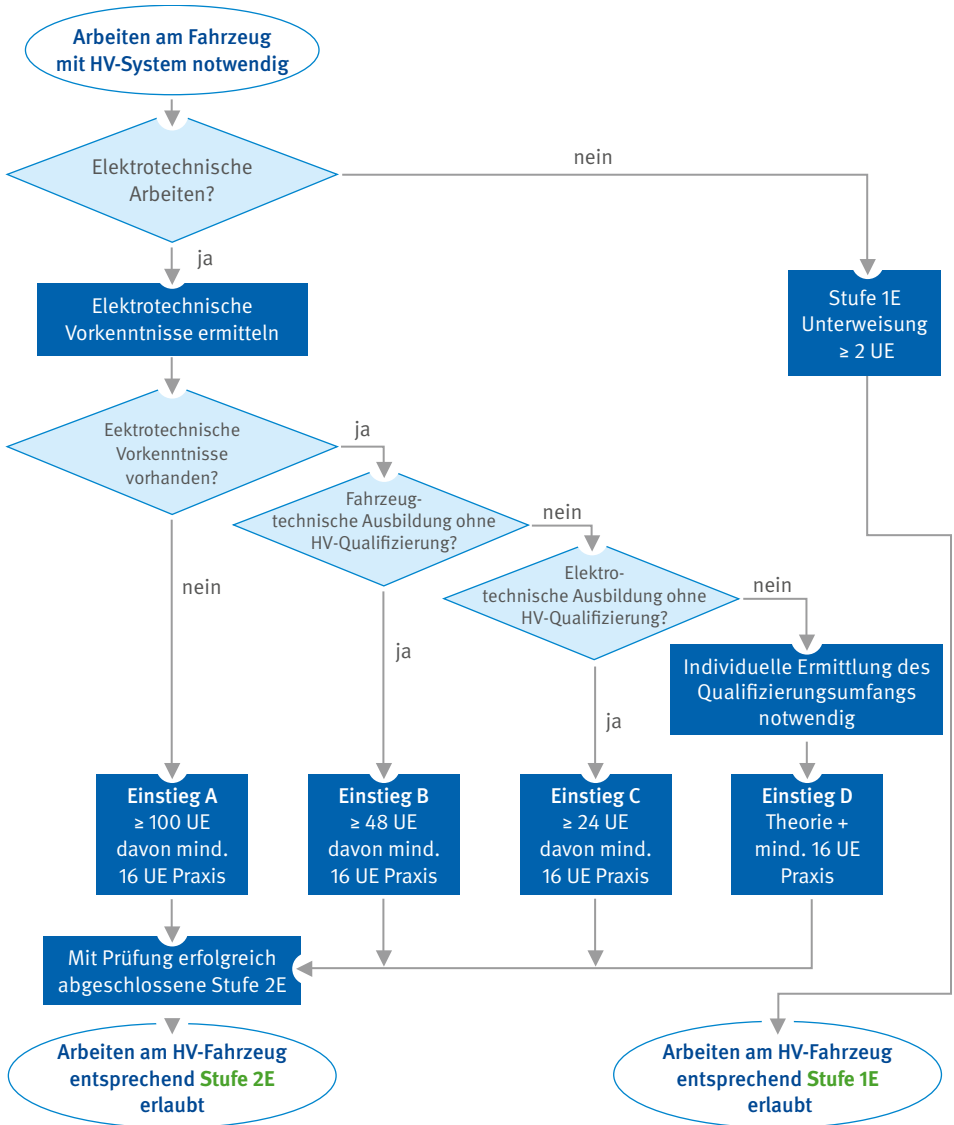 Arbeiten am Fahrzeug
mit HV-System notwendig
Elektrotechnische
Arbeiten?
nein
ja
Elektrotechnische
Vorkenntnisse ermitteln
Stufe 1E
Unterweisung
≥ 2 UE
Eektrotechnische
Vorkenntnisse
vorhanden?
ja
nein
Fahrzeug-
technische Ausbildung ohne
HV-Qualifizierung?
nein
ja
Elektro-
technische Ausbildung ohne
HV-Qualifizierung?
nein
ja
Individuelle Ermittlung des
Qualifizierungsumfangs
notwendig
Einstieg A
≥ 100 UE
davon mind.
16 UE Praxis
Einstieg B
≥ 48 UE
davon mind.
16 UE Praxis
Einstieg C
≥ 24 UE
davon mind.
16 UE Praxis
Einstieg D
Theorie +
mind. 16 UE
Praxis
Mit Prüfung erfolgreich
abgeschlossene Stufe 2E
Arbeiten am HV-Fahrzeug
entsprechend Stufe 2E
erlaubt
Arbeiten am HV-Fahrzeug
entsprechend Stufe 1E
erlaubt